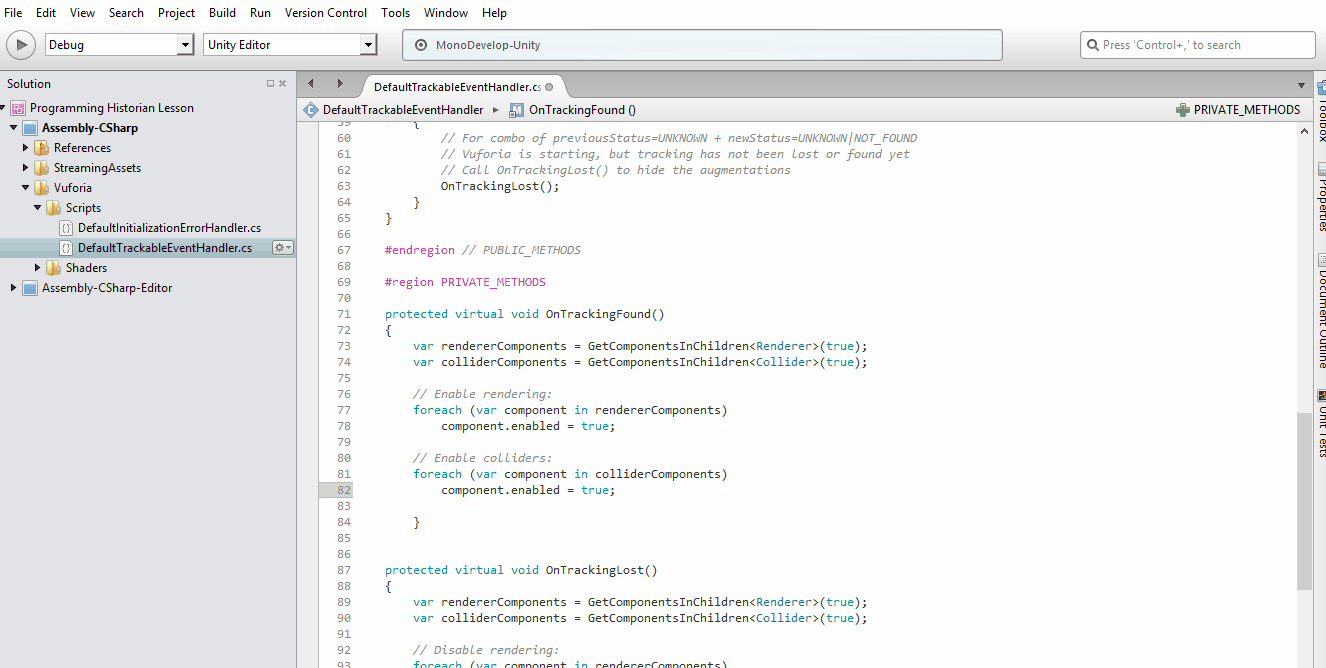 File Edit View Search Project Build Run Version Control Tools Window Help
Debug Unity Editor MonoDevelop-Unity Press 'Control+,' to search
Solution
Programming Historian Lesson
Assembly-CSharp
References
StreamingAssets
Vuforia
Scripts
DefaultInitializationErrorHandler.cs
DefaultTrackableEventHandler.cs
Shaders
Assembly-CSharp-Editor
DefaultTrackableEventHandler.cs
DefaultTrackableEventHandler OnTrackingFound () PRIVATE_METHODS
59 {
60 // For combo of previousStatus=UNKNOWN + newStatus=UNKNOWN|NOT_FOUND
61 // Vuforia is starting, but tracking has not been lost or found yet
62 // Call OnTrackingLost() to hide the augmentations
63 OnTrackingLost();
64 }
65 }
66
67 #endregion // PUBLIC_METHODS
68
69 #region PRIVATE_METHODS
70
71 protected virtual void OnTrackingFound()
72 {
73 var rendererComponents = GetComponentsInChildren<Renderer>(true);
74 var colliderComponents = GetComponentsInChildren<Collider>(true);
75
76 // Enable rendering:
77 foreach (var component in rendererComponents)
78 component.enabled = true;
79
80 // Enable colliders:
81 foreach (var component in colliderComponents)
82 component.enabled = true;
83
84 }
85
86
87 protected virtual void OnTrackingLost()
88 {
89 var rendererComponents = GetComponentsInChildren<Renderer>(true);
90 var colliderComponents = GetComponentsInChildren<Collider>(true);
91
92 // Disable rendering:
93 foreach (var component in rendererComponents)
Toolbox
Properties
Document Outline
Unit Tests